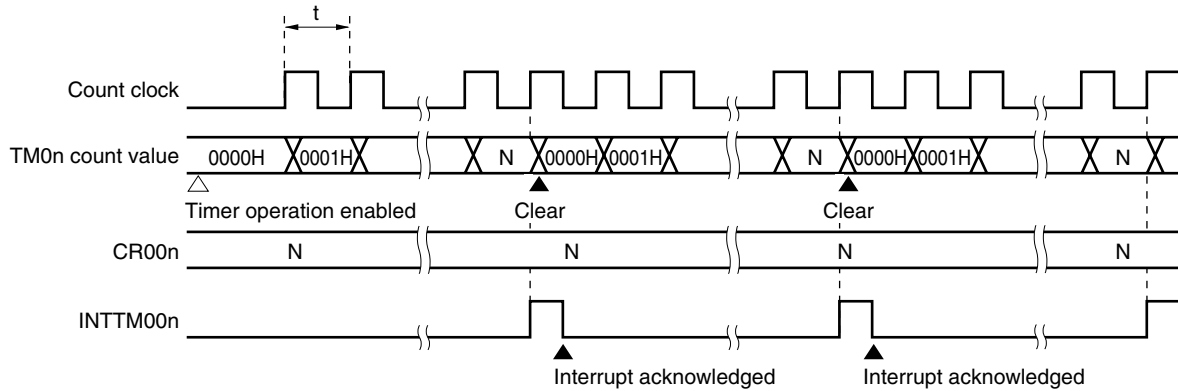 t
Count clock
TM0n count value 0000H 0001H N 0000H 0001H N 0000H 0001H N
Timer operation enabled Clear Clear
CR00n N N N N
INTTM00n
Interrupt acknowledged Interrupt acknowledged